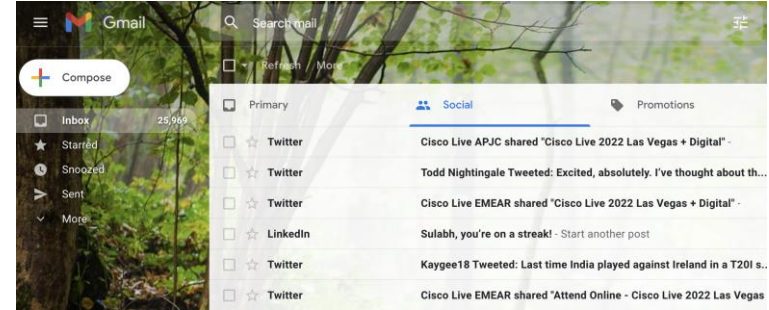 Gmail
Search mail
Refresh More
Compose
Inbox 25,969
Starred
Snoozed
Sent
More
Primary Social Promotions
Twitter Cisco Live APJC shared "Cisco Live 2022 Las Vegas + Digital" -
Twitter Todd Nightingale Tweeted: Excited, absolutely. I've thought about th...
Twitter Cisco Live EMEAR shared "Cisco Live 2022 Las Vegas + Digital" -
LinkedIn Sulabh, you're on a streak! - Start another post
Twitter Kaygee18 Tweeted: Last time India played against Ireland in a T20I s..
Twitter Cisco Live EMEAR shared "Attend Online - Cisco Live 2022 Las Vegas